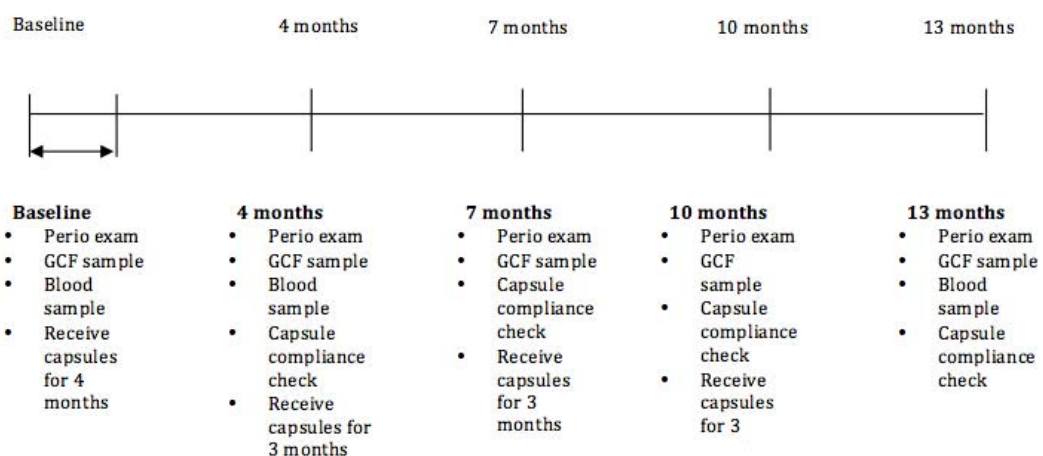 Baseline
4 months
7 months
10 months
13 months
Baseline
• Perio exam
• GCF sample
• Blood
sample
• Receive
capsules
for 4
months
4 months
• Perio exam
• GCF sample
• Blood
sample
• Capsule
compliance
check
• Receive
capsules for
3 months
7 months
• Perio exam
• GCF sample
• Capsule
compliance
check
• Receive
capsules
for 3
months
10 months
• Perio exam
• GCF
sample
• Capsule
compliance
check
• Receive
capsules
for 3
13 months
• Perio exam
• GCF sample
• Blood
sample
• Capsule
compliance
check